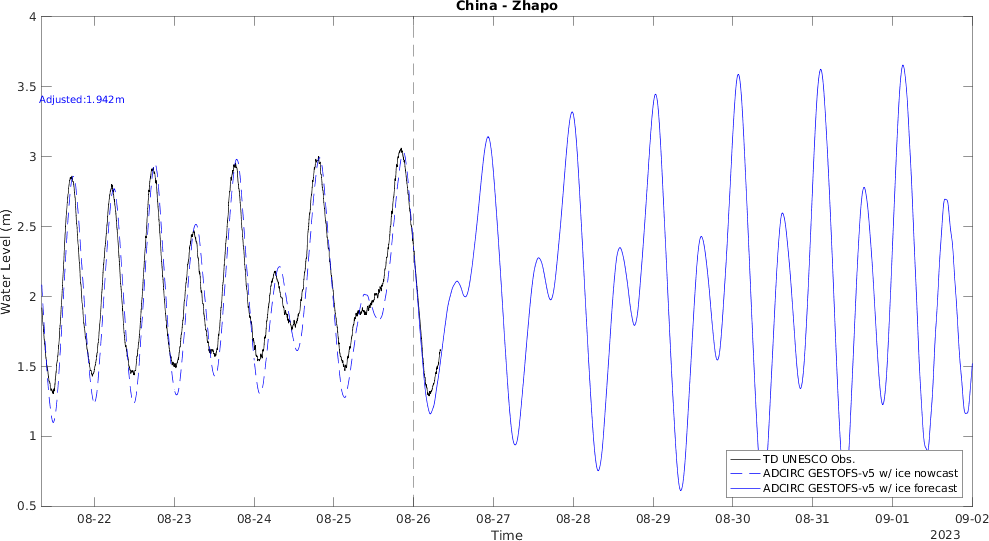 China - Zhapo
4
3.5
Adjusted:1.942m
3
2.5
2
1.5
1
0.5
Water Level (m)
TD UNESCO Obs.
ADCIRC GESTOFS-v5 w/ ice nowcast
ADCIRC GESTOFS-v5 w/ ice forecast
08-22 08-23 08-24 08-25 08-26 08-27 08-28 08-29 08-30 08-31 09-01 09-02
Time
2023